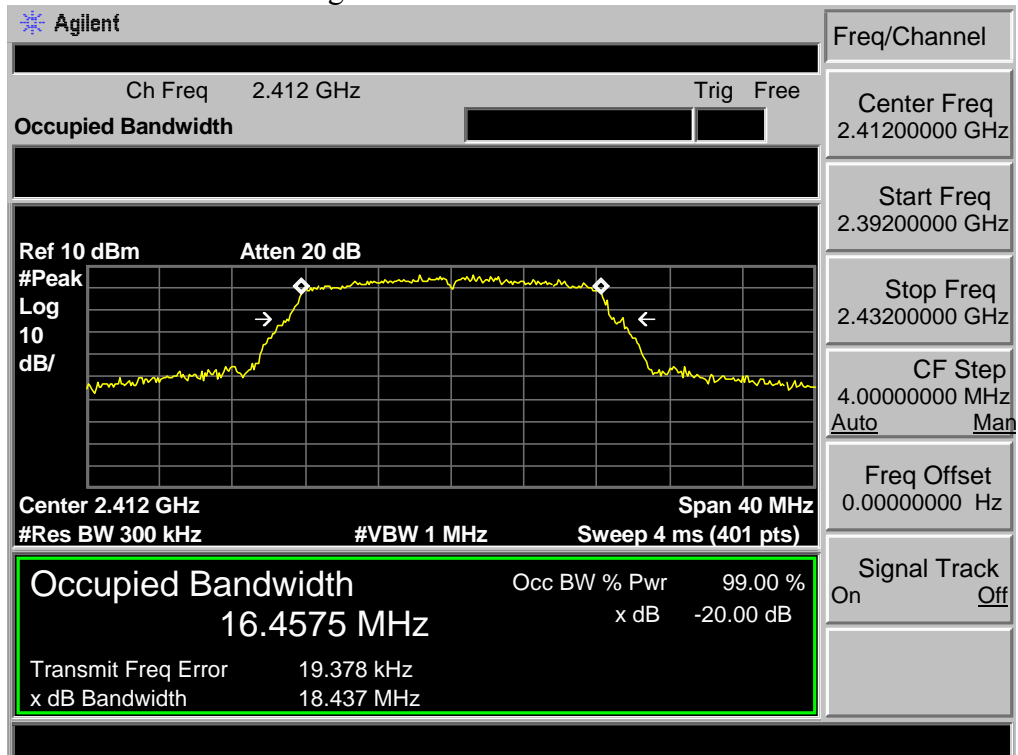 Agilent
Freq/Channel
Ch Freq 2.412 GHz Trig Free
Occupied Bandwidth
Center Freq
2.41200000 GHz
Start Freq
2.39200000 GHz
Ref 10 dBm Atten 20 dB
#Peak
Log
10
dB/
Stop Freq
2.43200000 GHz
CF Step
4.00000000 MHz
Auto Man
Freq Offset
0.00000000 Hz
Center 2.412 GHz Span 40 MHz
#Res BW 300 kHz #VBW 1 MHz Sweep 4 ms (401 pts)
Signal Track
On Off
Occupied Bandwidth Occ BW % Pwr 99.00 %
16.4575 MHz x dB -20.00 dB
Transmit Freq Error 19.378 kHz
x dB Bandwidth 18.437 MHz